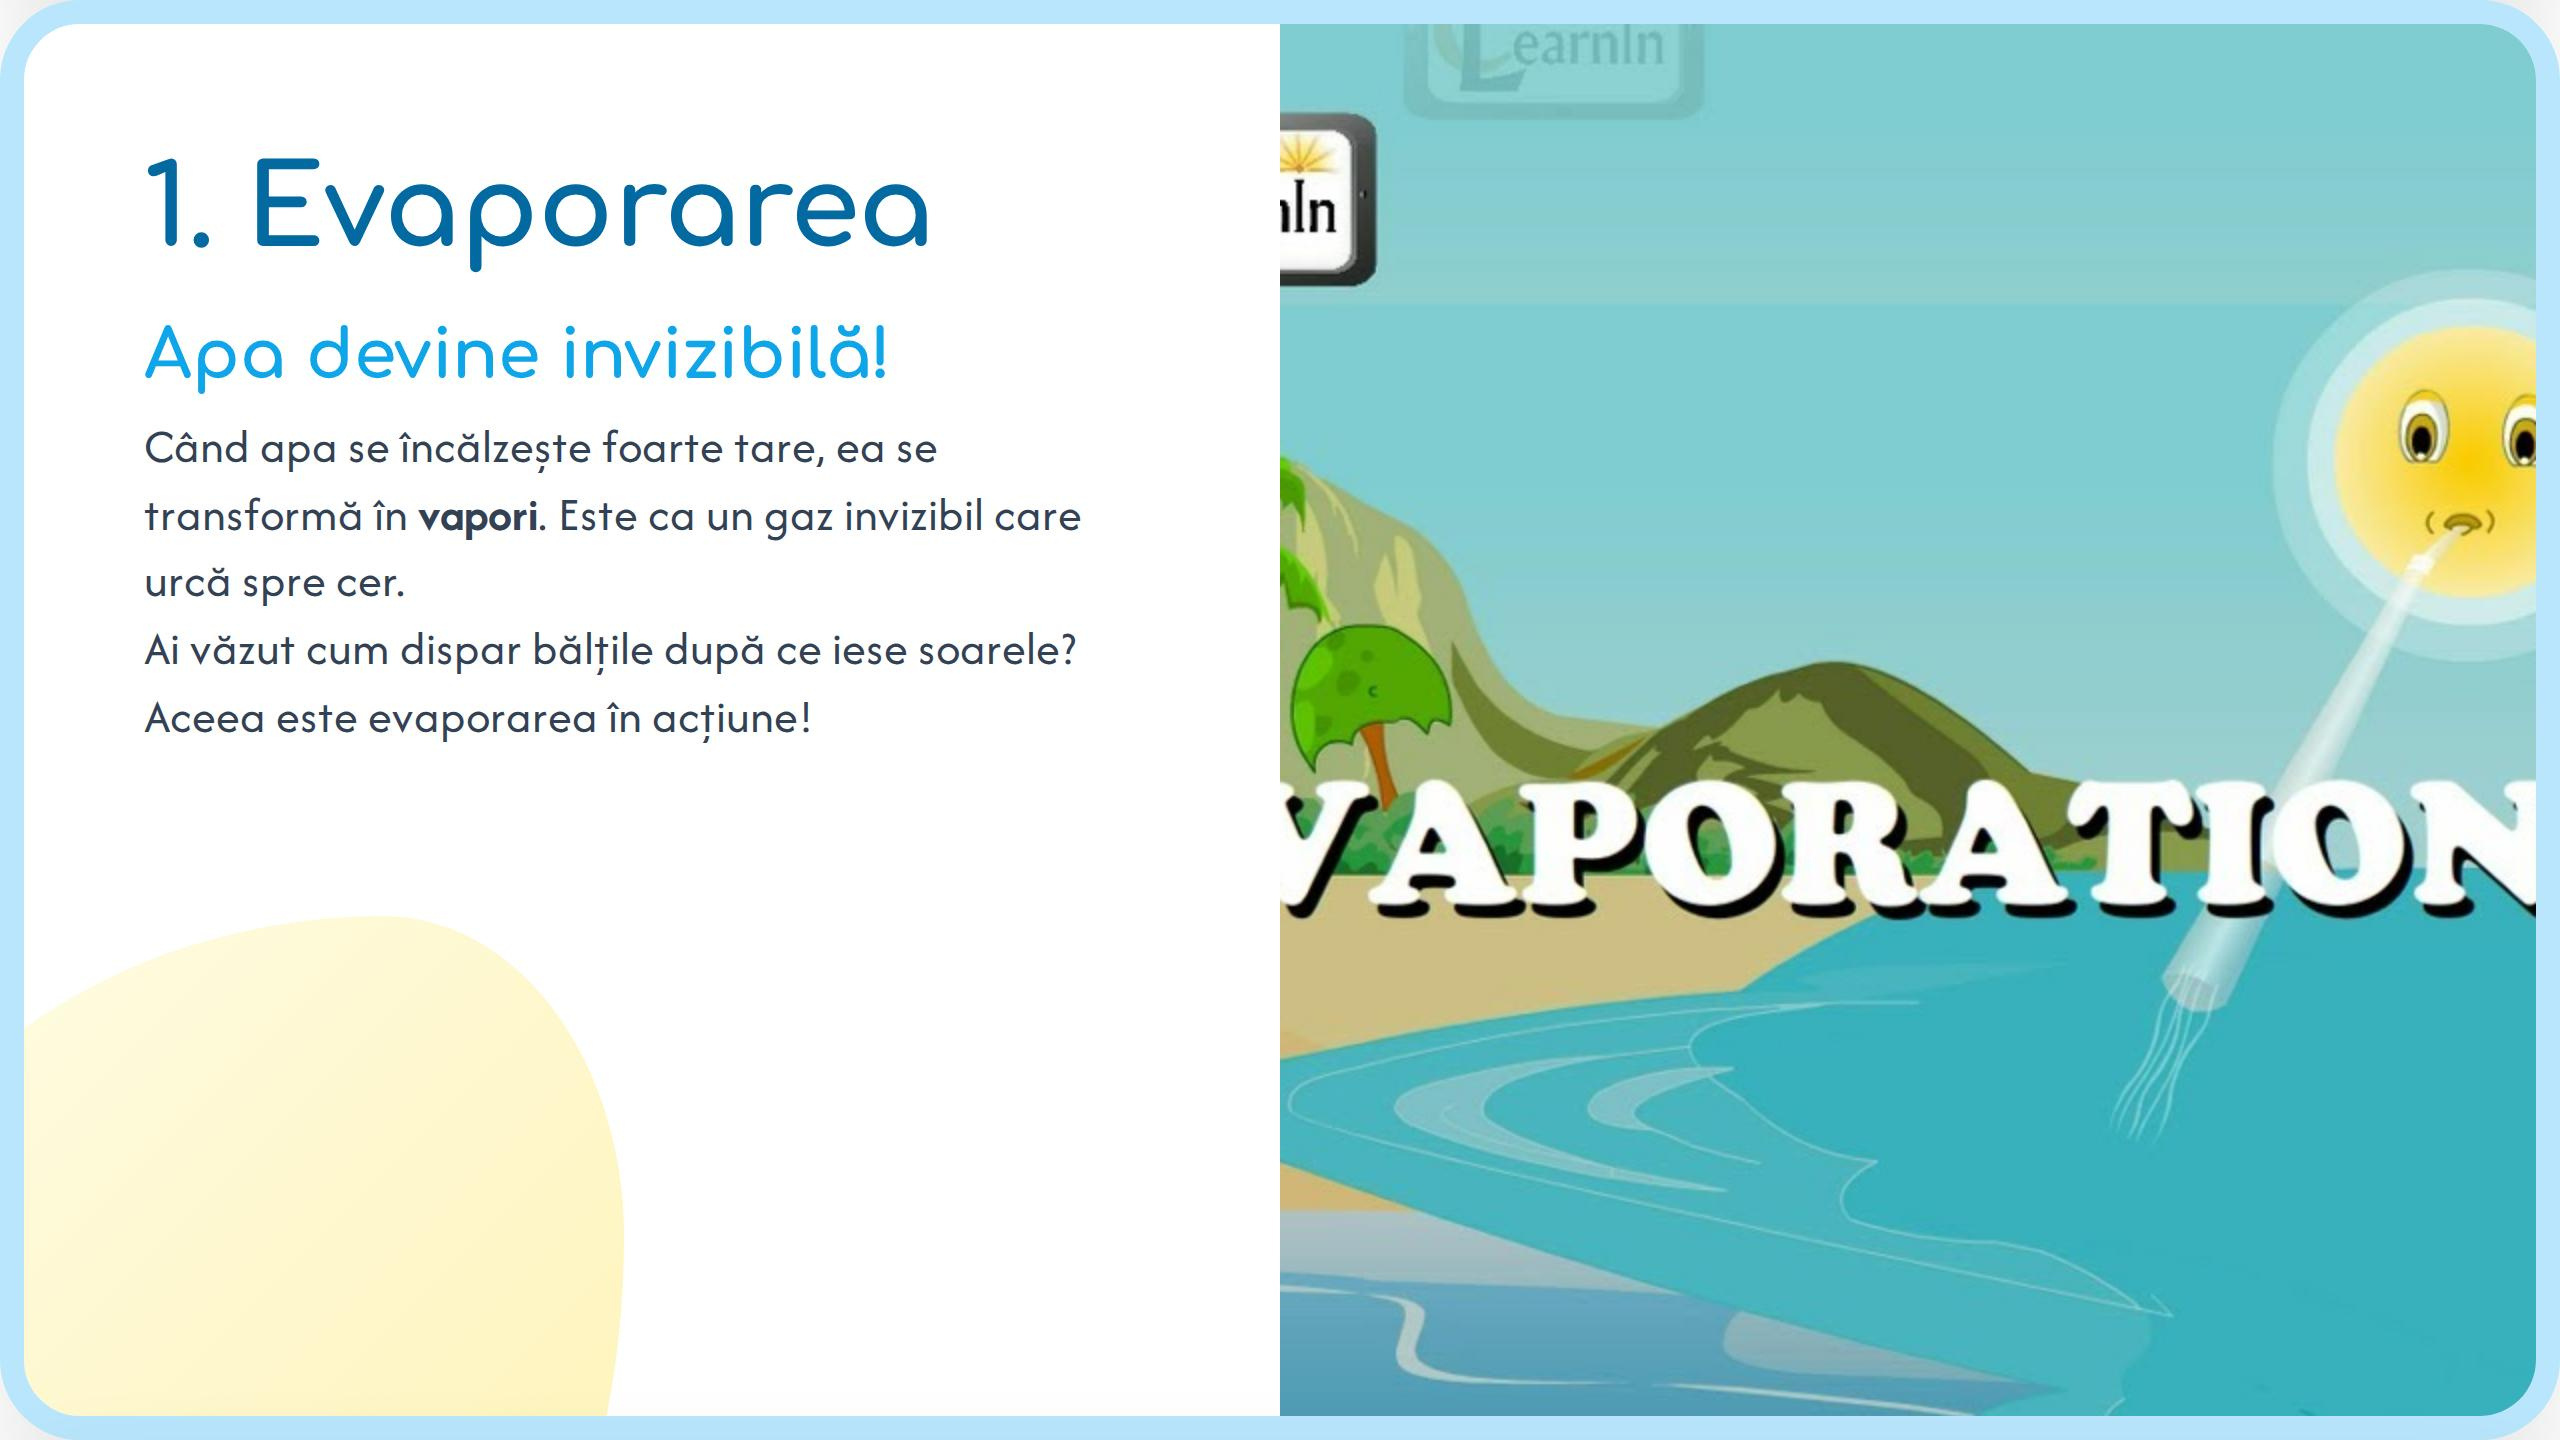 1. Evaporarea
Apa devine invizibilă!
Când apa se încălzește foarte tare, ea se
transformă în vapori. Este ca un gaz invizibil care
urcă spre cer.
Ai văzut cum dispar bălțile după ce iese soarele?
Aceea este evaporarea în acțiune!
LearnIn
nIn
VAPORATION